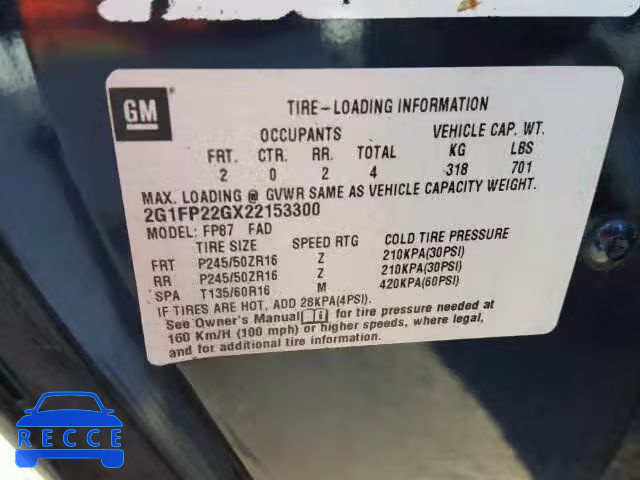 GM
TIRE-LOADING INFORMATION
OCCUPANTS VEHICLE CAP. WT.
FRT. CTR. RR. TOTAL KG LBS
2 0 2 4 318 701
MAX. LOADING @ GVWR SAME AS VEHICLE CAPACITY WEIGHT.
2G1FP22GX22153300
MODEL: FP87 FAD
TIRE SIZE SPEED RTG COLD TIRE PRESSURE
FRT P245/50ZR16 Z 210KPA(30PSI)
RR P245/50ZR16 Z 210KPA(30PSI)
SPA T135/60R16 M 420KPA(60PSI)
IF TIRES ARE HOT, ADD 28KPA(4PSI).
See Owner's Manual for tire pressure needed at
160 Km/H (100 mph) or higher speeds, where legal,
and for additional information.
RECCE